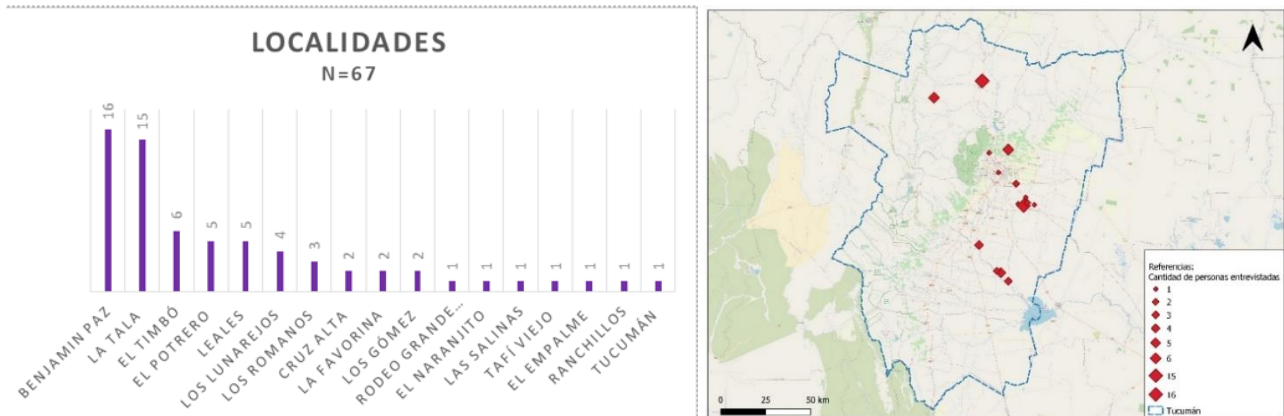 LOCALIDADES
N=67
16
15
6
5
5
4
3
2
2
2
1
1
1
1
1
1
1
BENJAMIN PAZ
LA TALA
EL TIMBÓ
EL POTRERO
LEALES
LOS LUNAREJOS
LOS ROMANOS
CRUZ ALTA
LA FAVORINA
LOS GÓMEZ
RODEO GRANDE...
EL NARANJITO
LAS SALINAS
TAFÍ VIEJO
EL EMPALME
RANCHILLOS
TUCUMÁN
Referencias:
Cantidad de personas entrevistadas
1
2
3
4
5
6
15
16
Tucumán
0 25 50 km